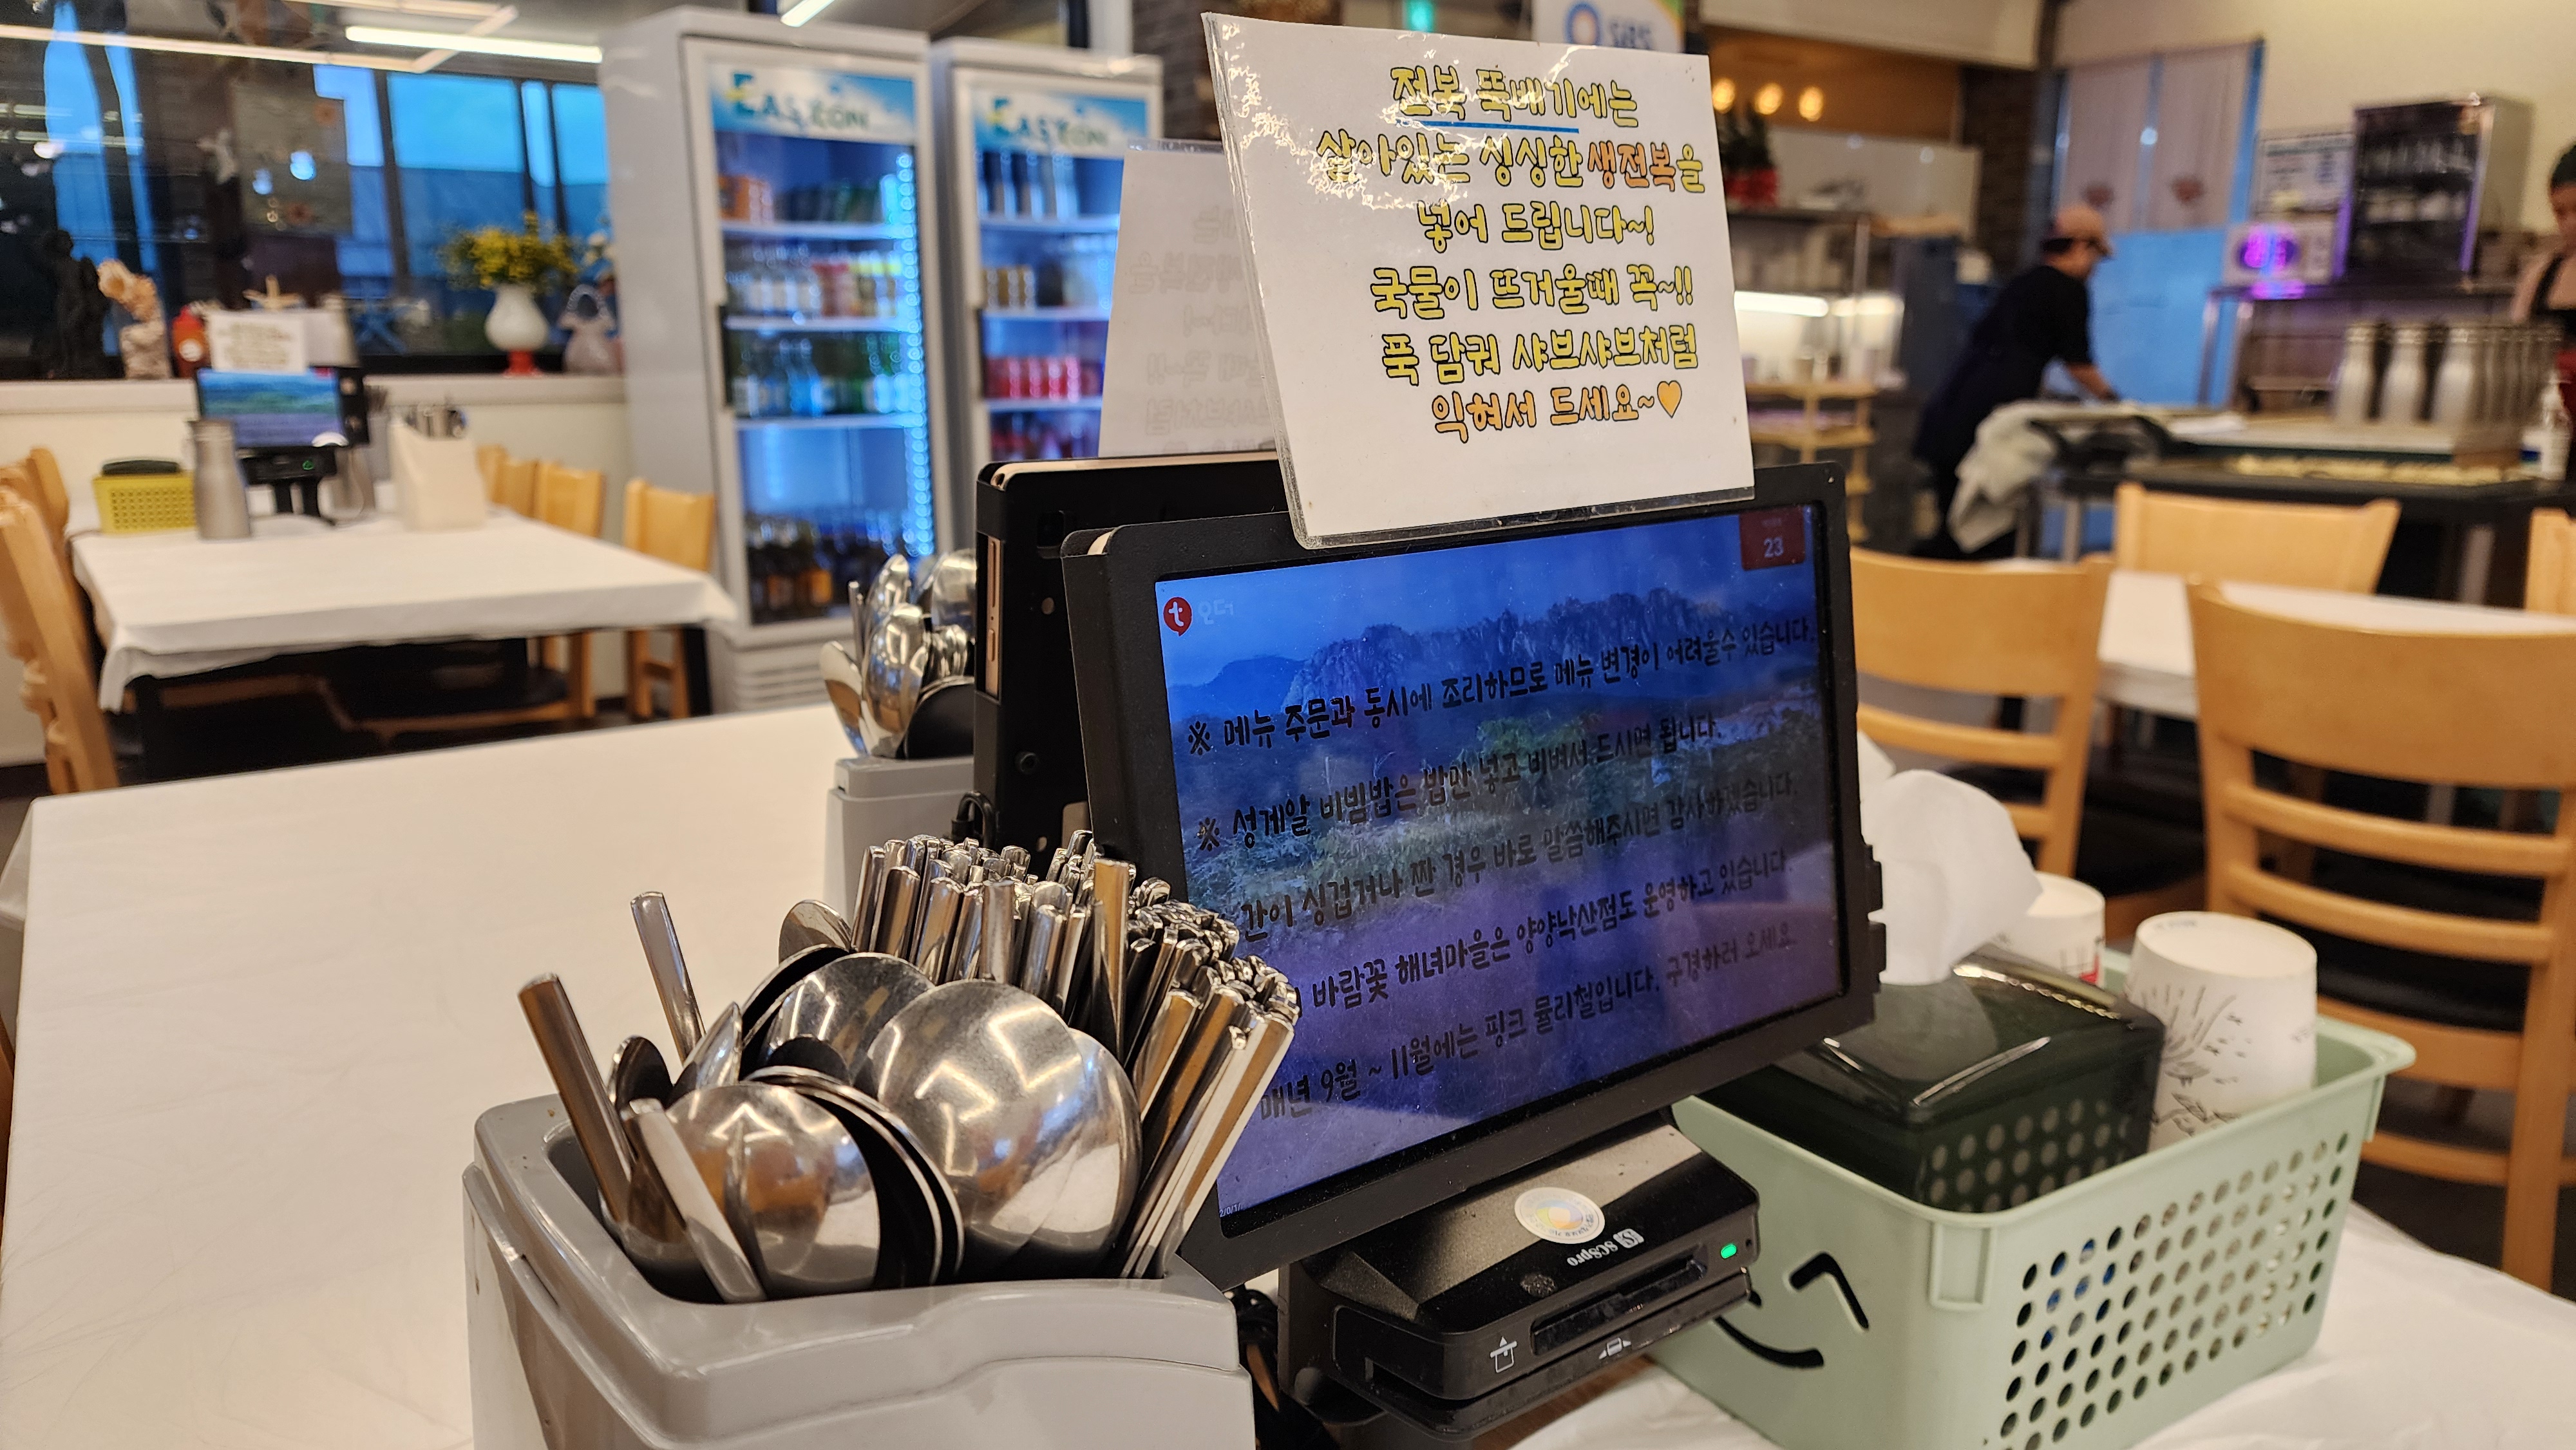 EASYCON
EASYCON
SBS
전복 뚝배기에는
살아있는 싱싱한 생전복을
넣어 드립니다~!
국물이 뜨거울때 꼭~!!
푹 담궈 샤브샤브처럼
익혀서 드세요~♥
23
t
※ 메뉴 주문과 동시에 조리하므로 메뉴 변경이 어려울수 있습니다.
※ 성게알 비빔밥은 밥만 넣고 비벼서 드시면 됩니다.
간이 싱겁거나 짠 경우 바로 말씀해주시면 감사하겠습니다.
바람꽃 해녀마을은 양양낙산점도 운영하고 있습니다.
매년 9월 ~ 11월에는 핑크 뮬리철입니다. 구경하러 오세요.